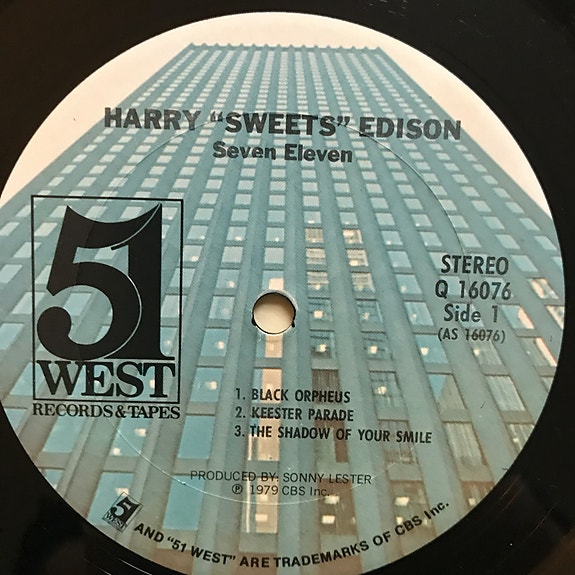 HARRY "SWEETS" EDISON
Seven Eleven
51
WEST
RECORDS & TAPES
STEREO
Q 16076
Side 1
(AS 16076)
1. BLACK ORPHEUS
2. KEESTER PARADE
3. THE SHADOW OF YOUR SMILE
PRODUCED BY: SONNY LESTER
℗ 1979 CBS Inc.
51 WEST AND "51 WEST" ARE TRADEMARKS OF CBS Inc.